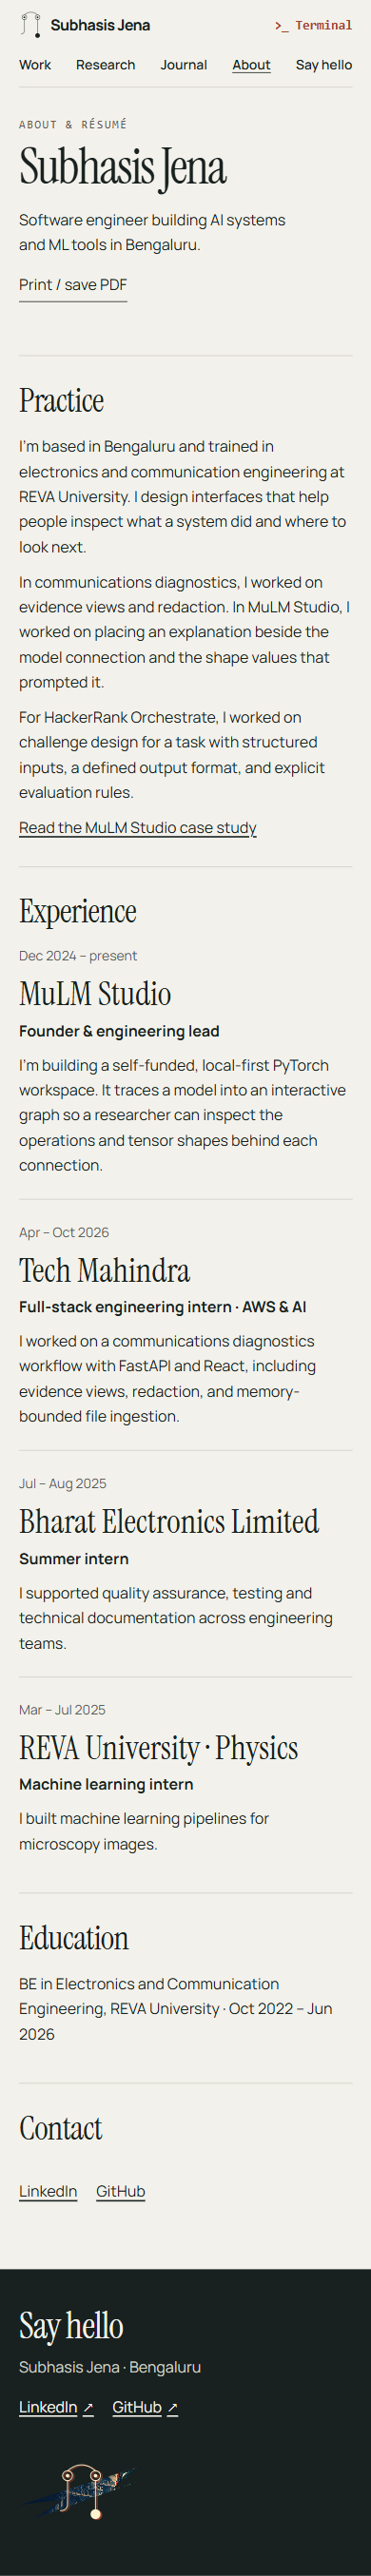 Subhasis Jena
>_ Terminal
Work Research Journal About Say hello
ABOUT & RÉSUMÉ
Subhasis Jena
Software engineer building AI systems
and ML tools in Bengaluru.
Print / save PDF
Practice
I'm based in Bengaluru and trained in
electronics and communication engineering at
REVA University. I design interfaces that help
people inspect what a system did and where to
look next.
In communications diagnostics, I worked on
evidence views and redaction. In MuLM Studio, I
worked on placing an explanation beside the
model connection and the shape values that
prompted it.
For HackerRank Orchestrate, I worked on
challenge design for a task with structured
inputs, a defined output format, and explicit
evaluation rules.
Read the MuLM Studio case study
Experience
Dec 2024 – present
MuLM Studio
Founder & engineering lead
I'm building a self-funded, local-first PyTorch
workspace. It traces a model into an interactive
graph so a researcher can inspect the
operations and tensor shapes behind each
connection.
Apr – Oct 2026
Tech Mahindra
Full-stack engineering intern · AWS & AI
I worked on a communications diagnostics
workflow with FastAPI and React, including
evidence views, redaction, and memory-
bounded file ingestion.
Jul – Aug 2025
Bharat Electronics Limited
Summer intern
I supported quality assurance, testing and
technical documentation across engineering
teams.
Mar – Jul 2025
REVA University · Physics
Machine learning intern
I built machine learning pipelines for
microscopy images.
Education
BE in Electronics and Communication
Engineering, REVA University · Oct 2022 – Jun
2026
Contact
LinkedIn GitHub
Say hello
Subhasis Jena · Bengaluru
LinkedIn ↗ GitHub ↗